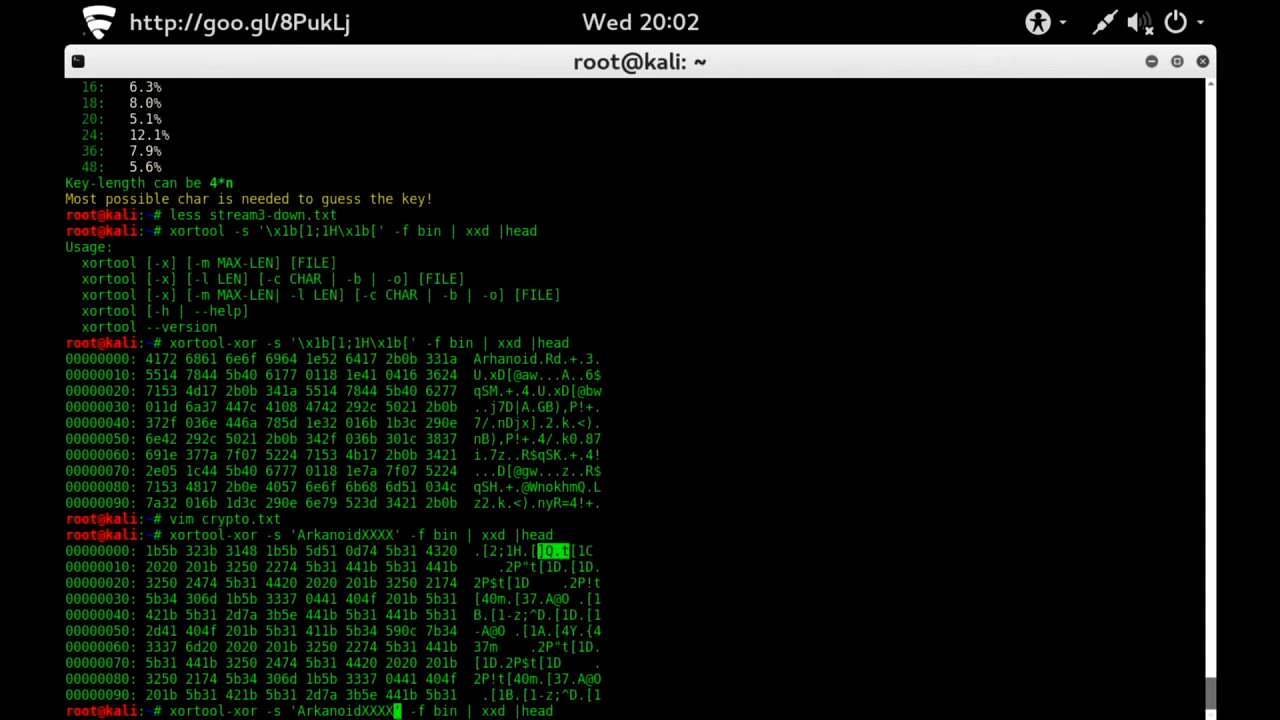 http://goo.gl/8PukLj
Wed 20:02
root@kali: ~
16: 6.3%
18: 8.0%
20: 5.1%
24: 12.1%
36: 7.9%
48: 5.6%
Key-length can be 4*n
Most possible char is needed to guess the key!
root@kali:~# less stream3-down.txt
root@kali:~# xortool -s '\x1b[1;1H\x1b[' -f bin | xxd |head
Usage:
xortool [-x] [-m MAX-LEN] [FILE]
xortool [-x] [-l LEN] [-c CHAR | -b | -o] [FILE]
xortool [-x] [-m MAX-LEN| -l LEN] [-c CHAR | -b | -o] [FILE]
xortool [-h | --help]
xortool --version
root@kali:~# xortool-xor -s '\x1b[1;1H\x1b[' -f bin | xxd |head
00000000: 4172 6861 6e6f 6964 1e52 6417 2b0b 331a Arhanoid.Rd.+.3.
00000010: 5514 7844 5b40 6177 0118 1e41 0416 3624 U.xD[@aw...A..6$
00000020: 7153 4d17 2b0b 341a 5514 7844 5b40 6277 qSM.+.4.U.xD[@bw
00000030: 011d 6a37 447c 4108 4742 292c 5021 2b0b ..j7D|A.GB),P!+.
00000040: 372f 036e 446a 785d 1e32 016b 1b3c 290e 7/.nDjx].2.k.<).
00000050: 6e42 292c 5021 2b0b 342f 036b 301c 3837 nB),P!+.4/.k0.87
00000060: 691e 377a 7f07 5224 7153 4b17 2b0b 3421 i.7z..R$qSK.+.4!
00000070: 2e05 1c44 5b40 6777 0118 1e7a 7f07 5224 ...D[@gw...z..R$
00000080: 7153 4817 2b0e 4057 6e6f 6b68 6d51 034c qSH.+.@WnokhmQ.L
00000090: 7a32 016b 1d3c 290e 6e79 523d 3421 2b0b z2.k.<).nyR=4!+.
root@kali:~# vim crypto.txt
root@kali:~# xortool-xor -s 'ArkanoidXXXX' -f bin | xxd |head
00000000: 1b5b 323b 3148 1b5b 5d51 0d74 5b31 4320 .[2;1H.[]Q.t[1C
00000010: 2020 201b 3250 2274 5b31 441b 5b31 441b .2P"t[1D.[1D.
00000020: 3250 2474 5b31 4420 2020 201b 3250 2174 2P$t[1D .2P!t
00000030: 5b34 306d 1b5b 3337 0441 404f 201b 5b31 [40m.[37.A@O .[1
00000040: 421b 5b31 2d7a 3b5e 441b 5b31 441b 5b31 B.[1-z;^D.[1D.[1
00000050: 2d41 404f 201b 5b31 411b 5b34 590c 7b34 -A@O .[1A.[4Y.{4
00000060: 3337 6d20 2020 201b 3250 2274 5b31 441b 37m .2P"t[1D.
00000070: 5b31 441b 3250 2474 5b31 4420 2020 201b [1D.2P$t[1D .
00000080: 3250 2174 5b34 306d 1b5b 3337 0441 404f 2P!t[40m.[37.A@O
00000090: 201b 5b31 421b 5b31 2d7a 3b5e 441b 5b31 .[1B.[1-z;^D.[1
root@kali:~# xortool-xor -s 'ArkanoidXXXX' -f bin | xxd |head